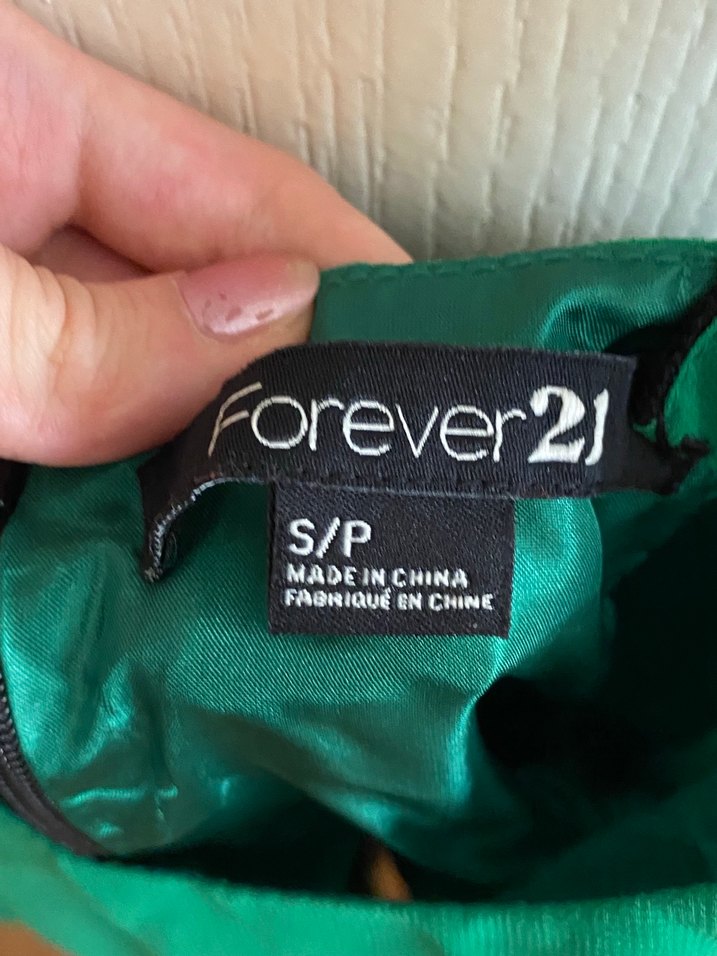 Forever21
S/P
MADE IN CHINA
FABRIQUÉ EN CHINE